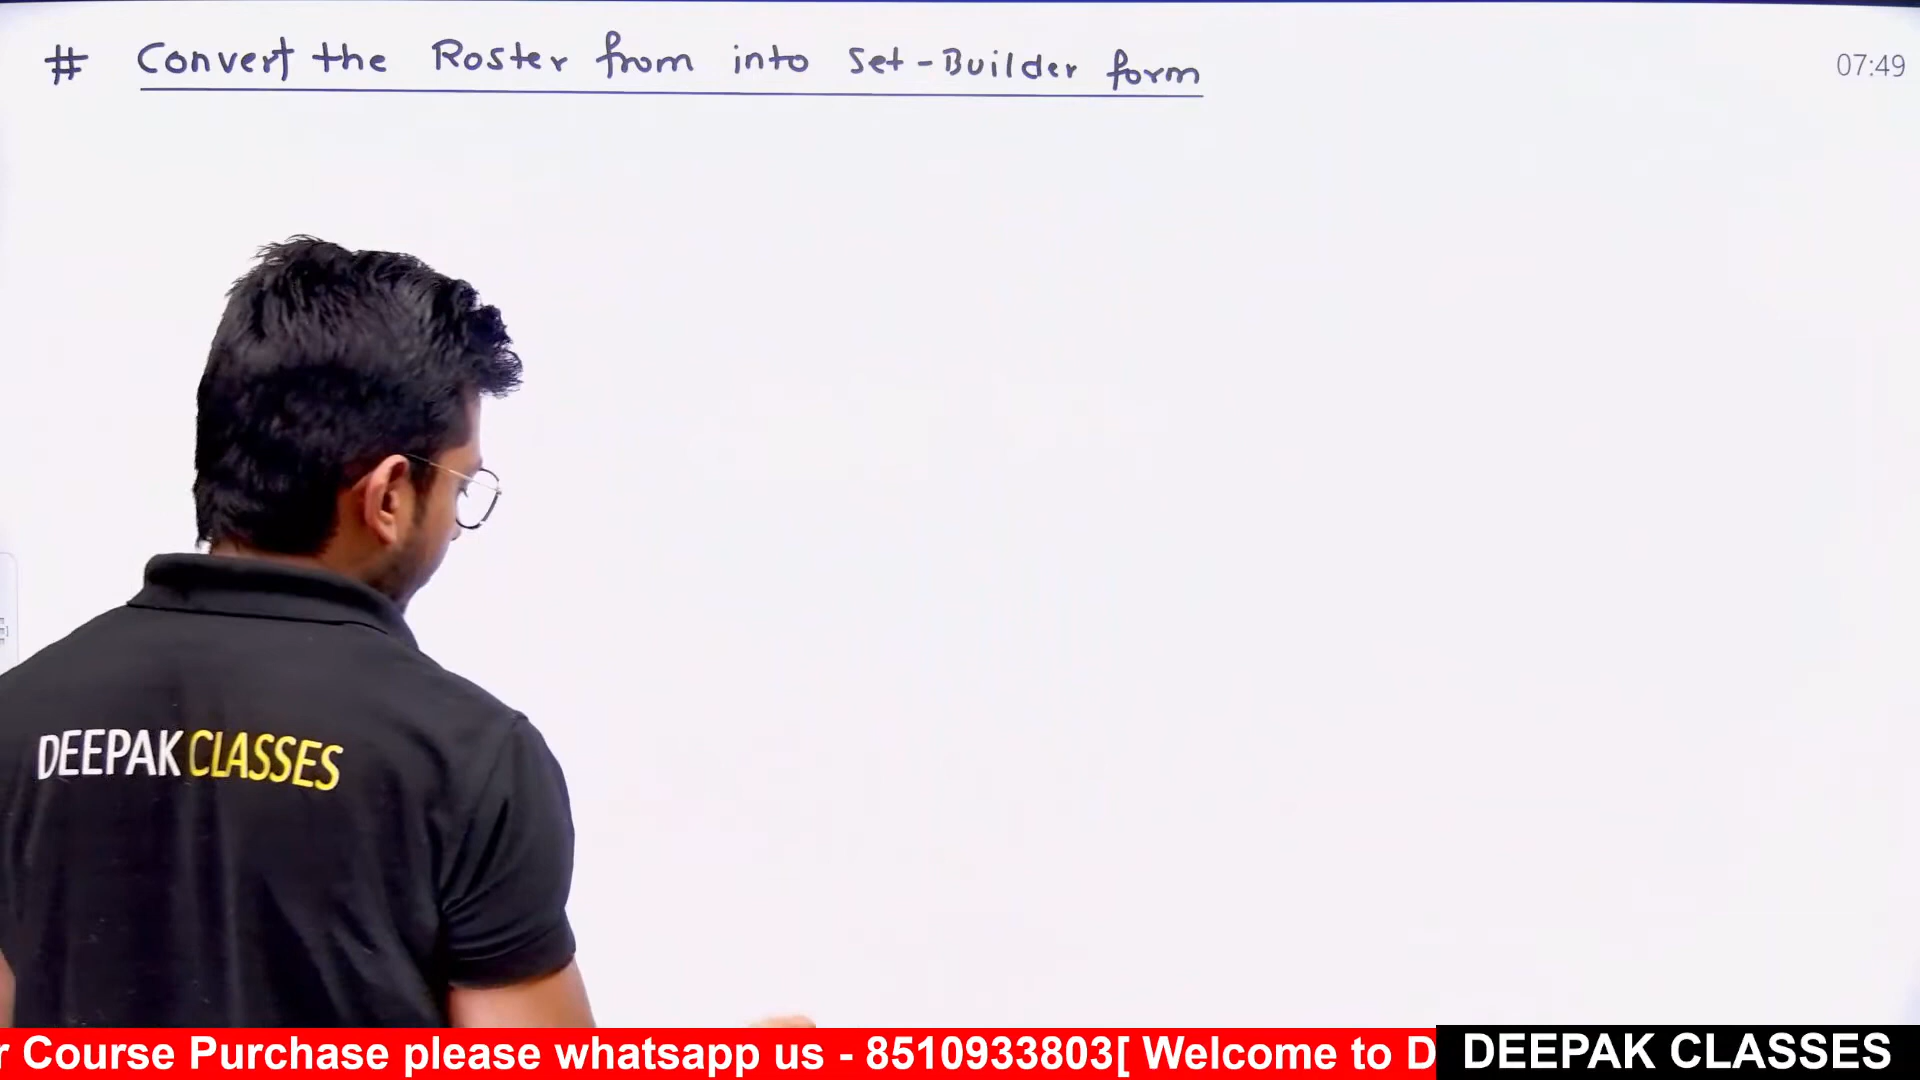 # Convert the Roster from into Set-Builder form
07:49
DEEPAK CLASSES
r Course Purchase please whatsapp us - 8510933803[ Welcome to D
DEEPAK CLASSES